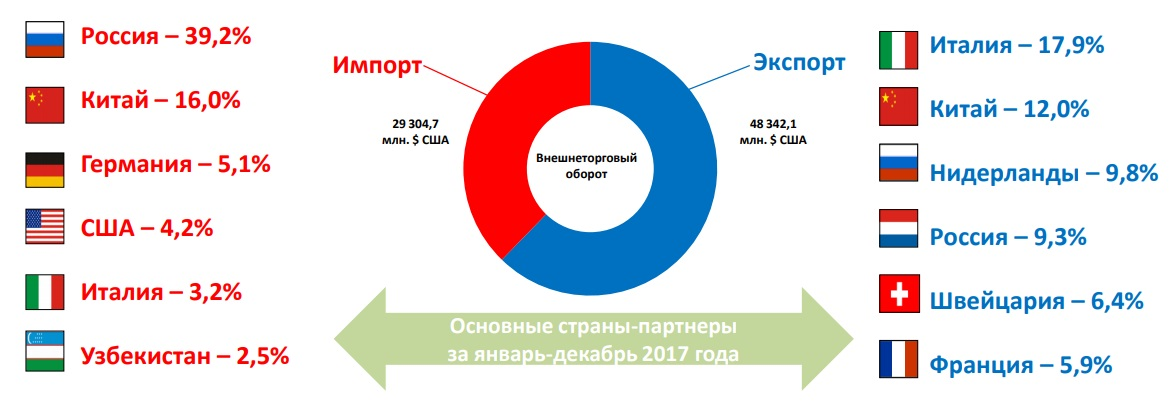 Россия – 39,2%
Китай – 16,0%
Германия – 5,1%
США – 4,2%
Италия – 3,2%
Узбекистан – 2,5%
Импорт
29 304,7
млн. $ США
Внешнеторговый
оборот
Экспорт
48 342,1
млн. $ США
Основные страны-партнеры
за январь-декабрь 2017 года
Италия – 17,9%
Китай – 12,0%
Нидерланды – 9,8%
Россия – 9,3%
Швейцария – 6,4%
Франция – 5,9%